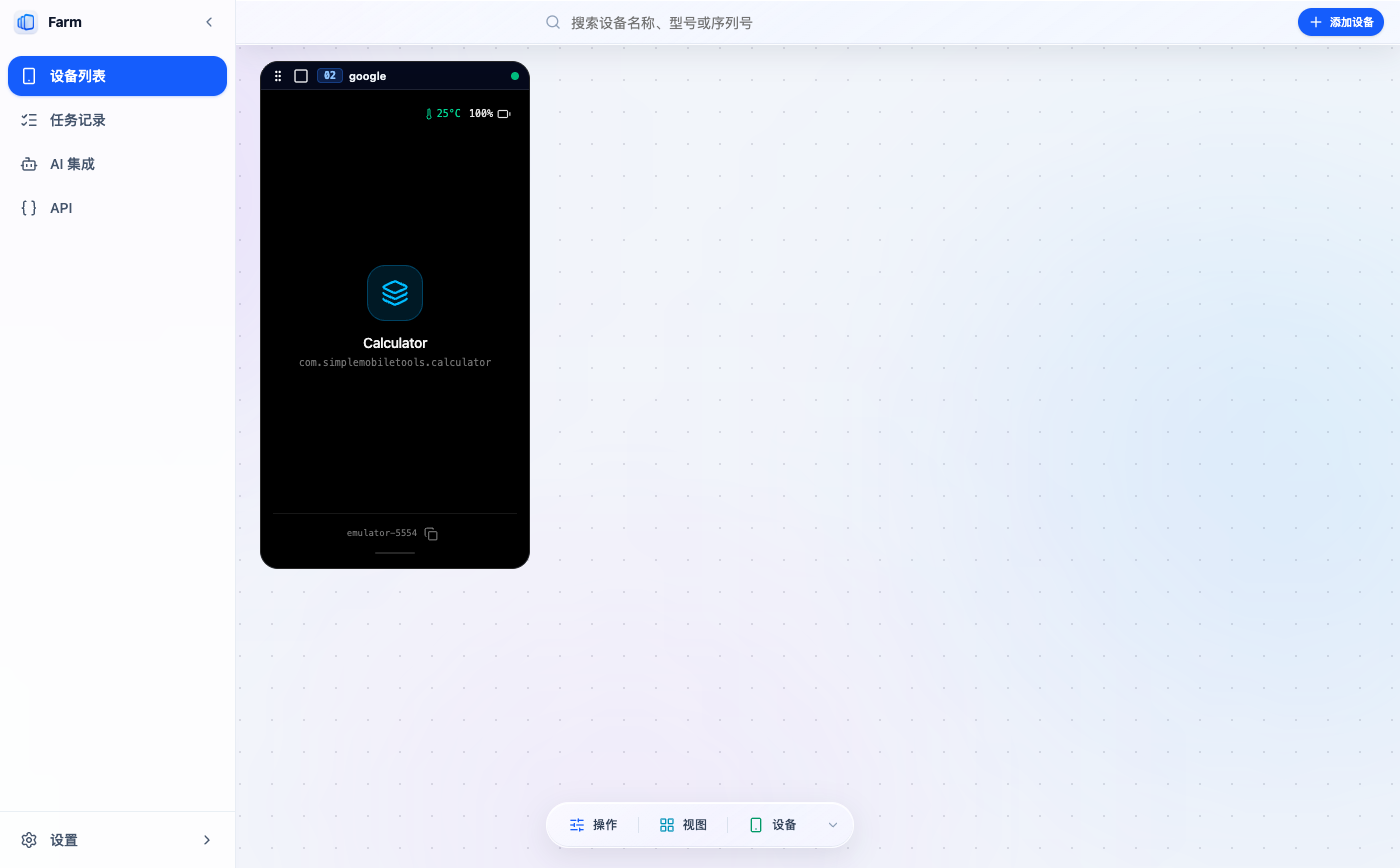 Farm
搜索设备名称、型号或序列号
添加设备
设备列表
任务记录
AI 集成
API
02 google
25°C 100%
Calculator
com.simplemobiletools.calculator
emulator-5554
操作
视图
设备
设置